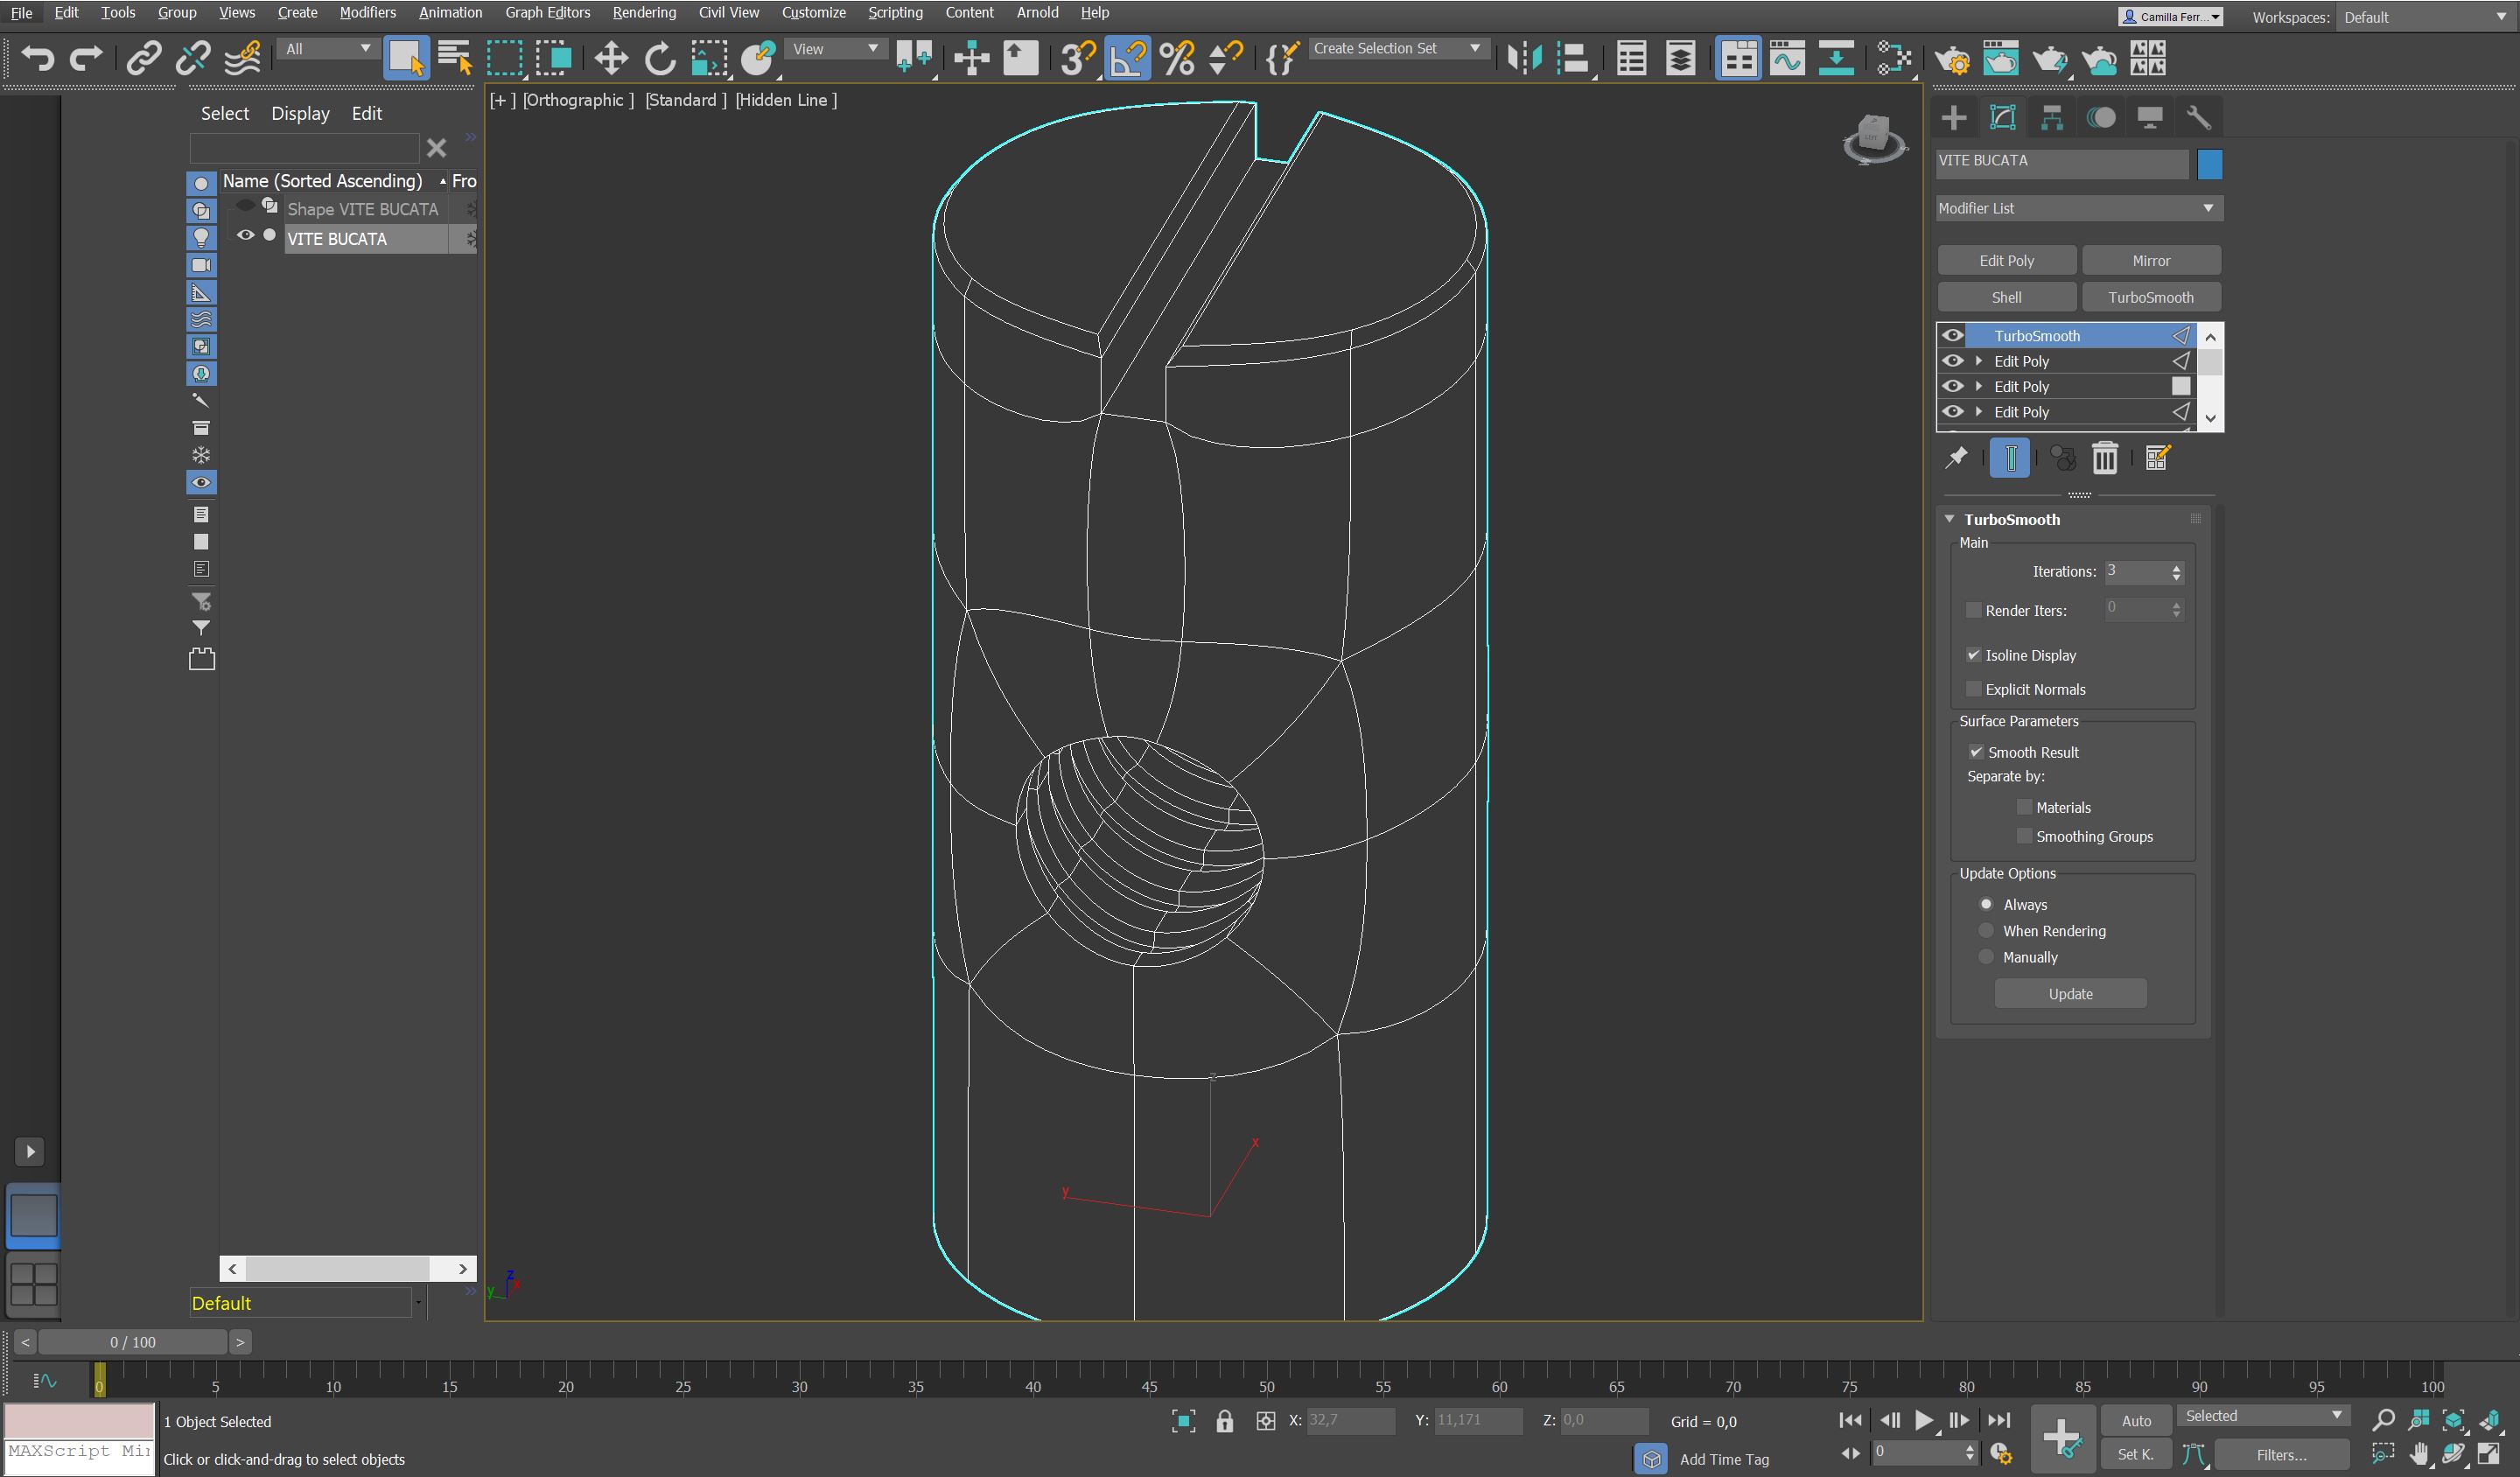 File Edit Tools Group Views Create Modifiers Animation Graph Editors Rendering Civil View Customize Scripting Content Arnold Help
Camilla Ferr... Workspaces: Default
All View Create Selection Set
Select Display Edit
[+ ] [Orthographic ] [Standard ] [Hidden Line ]
Name (Sorted Ascending) Fro
Shape VITE BUCATA
VITE BUCATA
Default
VITE BUCATA
Modifier List
Edit Poly Mirror
Shell TurboSmooth
TurboSmooth
Edit Poly
Edit Poly
Edit Poly
TurboSmooth
Main
Iterations: 3
Render Iters: 0
Isoline Display
Explicit Normals
Surface Parameters
Smooth Result
Separate by:
Materials
Smoothing Groups
Update Options
Always
When Rendering
Manually
Update
z
x
y
z
x
y
< 0 / 100 >
0 5 10 15 20 25 30 35 40 45 50 55 60 65 70 75 80 85 90 95 100
1 Object Selected X: 32,7 Y: 11,171 Z: 0,0 Grid = 0,0 Auto Selected
MAXScript Mi Click or click-and-drag to select objects Add Time Tag 0 Set K. Filters...